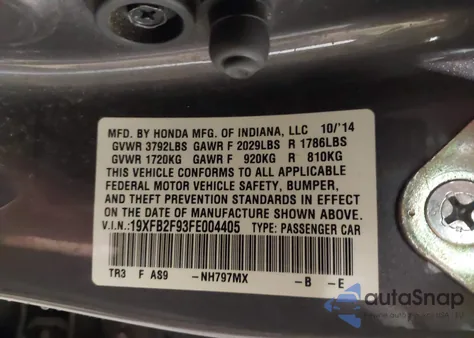 MFD. BY HONDA MFG. OF INDIANA, LLC 10/'14
GVWR 3792LBS GAWR F 2029LBS R 1786LBS
GVWR 1720KG GAWR F 920KG R 810KG
THIS VEHICLE CONFORMS TO ALL APPLICABLE
FEDERAL MOTOR VEHICLE SAFETY, BUMPER,
AND THEFT PREVENTION STANDARDS IN EFFECT
ON THE DATE OF MANUFACTURE SHOWN ABOVE.
V.I.N.:19XFB2F93FE004405 TYPE: PASSENGER CAR
TR3 F AS9 -NH797MX -B -E
autoSnap